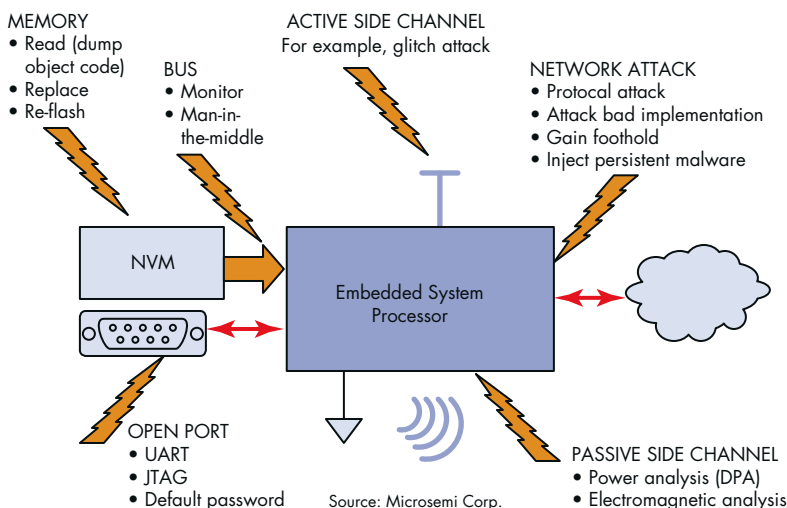 MEMORY
• Read (dump
object code)
• Replace
• Re-flash
BUS
• Monitor
• Man-in-
the-middle
ACTIVE SIDE CHANNEL
For example, glitch attack
NETWORK ATTACK
• Protocal attack
• Attack bad implementation
• Gain foothold
• Inject persistent malware
NVM
Embedded System
Processor
OPEN PORT
• UART
• JTAG
• Default password
Source: Microsemi Corp.
PASSIVE SIDE CHANNEL
• Power analysis (DPA)
• Electromagnetic analysis